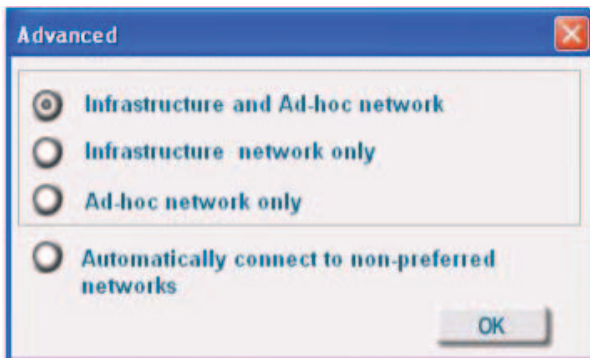 Advanced
Infrastructure and Ad-hoc network
Infrastructure network only
Ad-hoc network only
Automatically connect to non-preferred
networks
OK